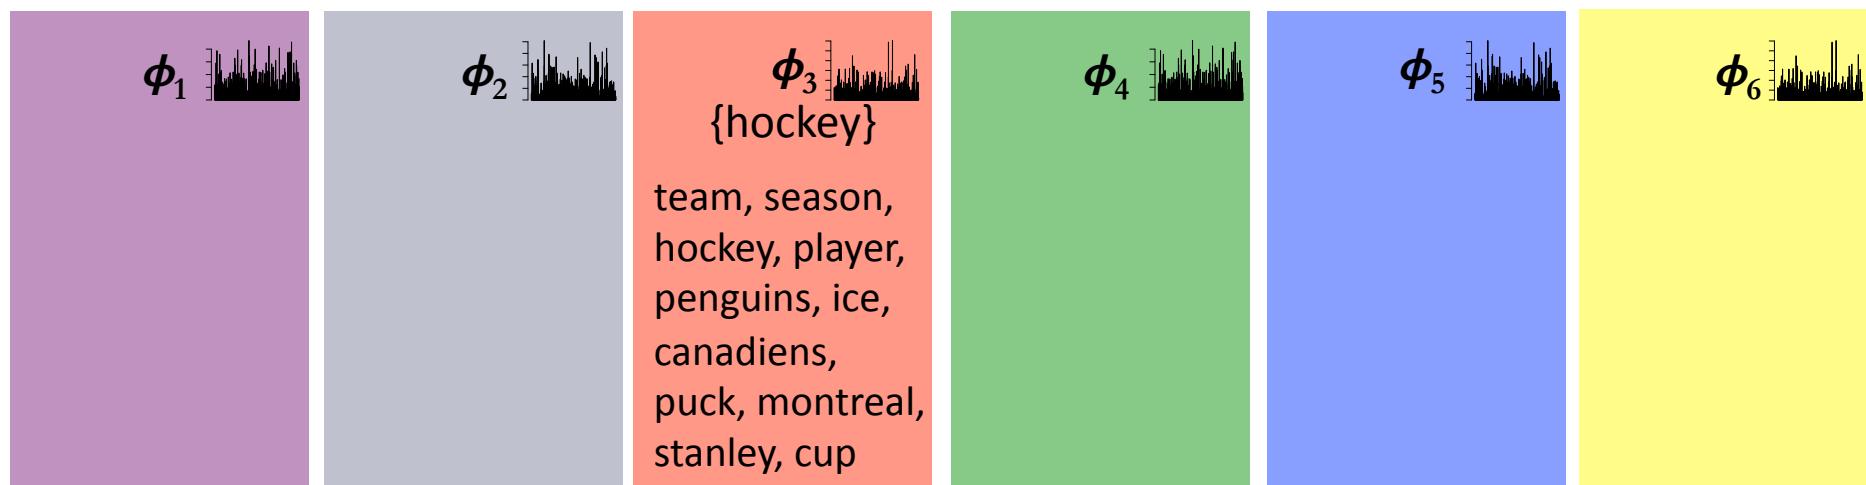 ϕ1 ϕ2 ϕ3 ϕ4 ϕ5 ϕ6
{hockey}
team, season,
hockey, player,
penguins, ice,
canadiens,
puck, montreal,
stanley, cup